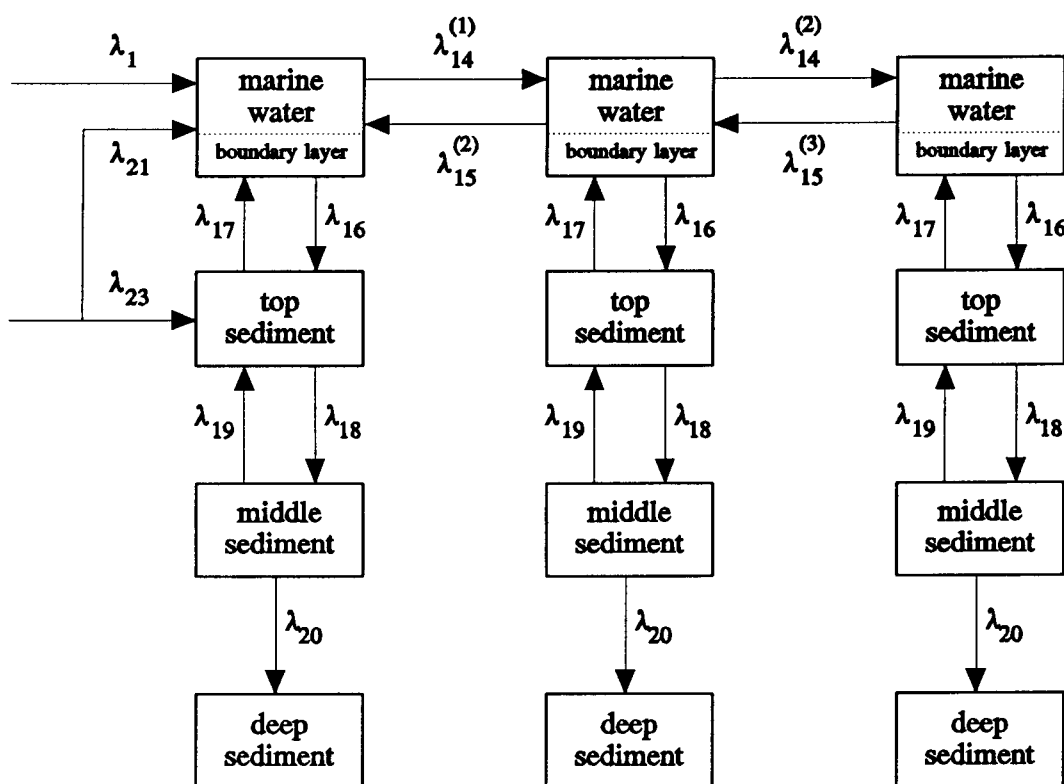 λ₁
λ₁₄⁽¹⁾
λ₁₄⁽²⁾
marine
water
boundary layer
marine
water
boundary layer
marine
water
boundary layer
λ₂₁
λ₁₅⁽²⁾
λ₁₅⁽³⁾
λ₁₇
λ₁₆
λ₁₇
λ₁₆
λ₁₇
λ₁₆
λ₂₃
top
sediment
top
sediment
top
sediment
λ₁₉
λ₁₈
λ₁₉
λ₁₈
λ₁₉
λ₁₈
middle
sediment
middle
sediment
middle
sediment
λ₂₀
λ₂₀
λ₂₀
deep
sediment
deep
sediment
deep
sediment